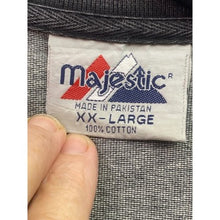 Majestic®
MADE IN PAKISTAN
XX-LARGE
100% COTTON